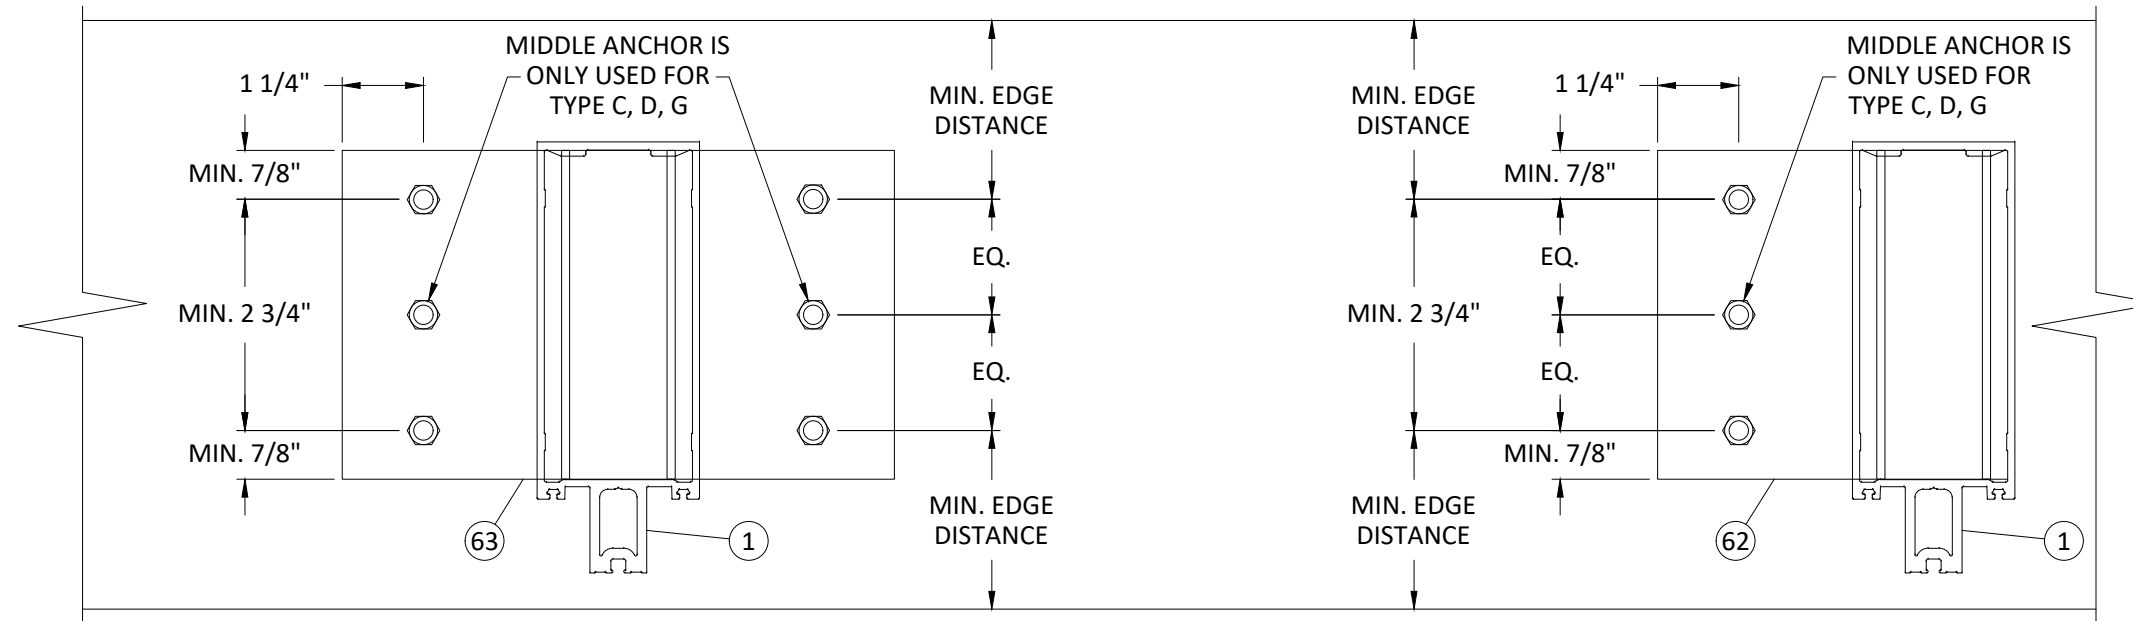 MIDDLE ANCHOR IS
ONLY USED FOR
TYPE C, D, G
1 1/4"
MIN. 7/8"
MIN. 2 3/4"
MIN. 7/8"
63
1
MIN. EDGE
DISTANCE
EQ.
EQ.
MIN. EDGE
DISTANCE
MIN. EDGE
DISTANCE
MIN. 2 3/4"
MIN. EDGE
DISTANCE
1 1/4"
MIDDLE ANCHOR IS
ONLY USED FOR
TYPE C, D, G
MIN. 7/8"
EQ.
EQ.
MIN. 7/8"
62
1